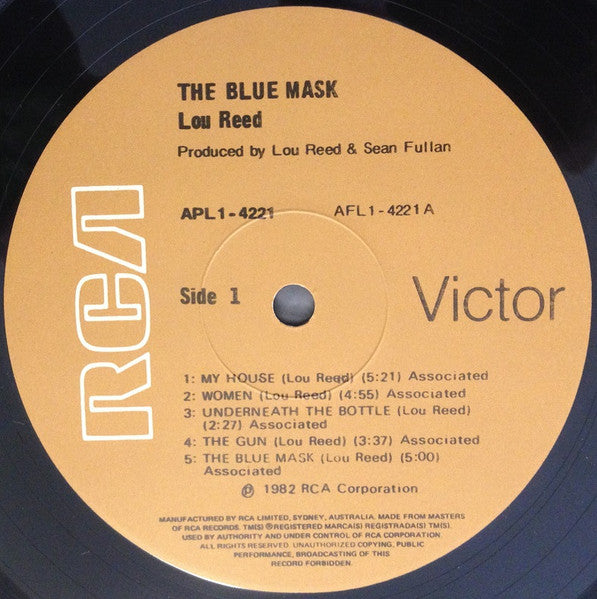 THE BLUE MASK
Lou Reed
Produced by Lou Reed & Sean Fullan
APL1-4221 AFL1-4221A
RCA
Side 1
Victor
1: MY HOUSE (Lou Reed) (5:21) Associated
2: WOMEN (Lou Reed) (4:55) Associated
3: UNDERNEATH THE BOTTLE (Lou Reed)
(2:27) Associated
4: THE GUN (Lou Reed) (3:37) Associated
5: THE BLUE MASK (Lou Reed) (5:00)
Associated
℗ 1982 RCA Corporation
MANUFACTURED BY RCA LIMITED, SYDNEY, AUSTRALIA. MADE FROM MASTERS
OF RCA RECORDS. TM(S) ® REGISTERED MARCA(S) REGISTRADA(S) TM(S).
USED BY AUTHORITY AND UNDER CONTROL OF RCA CORPORATION.
ALL RIGHTS RESERVED. UNAUTHORIZED COPYING, PUBLIC
PERFORMANCE, BROADCASTING OF THIS
RECORD FORBIDDEN.